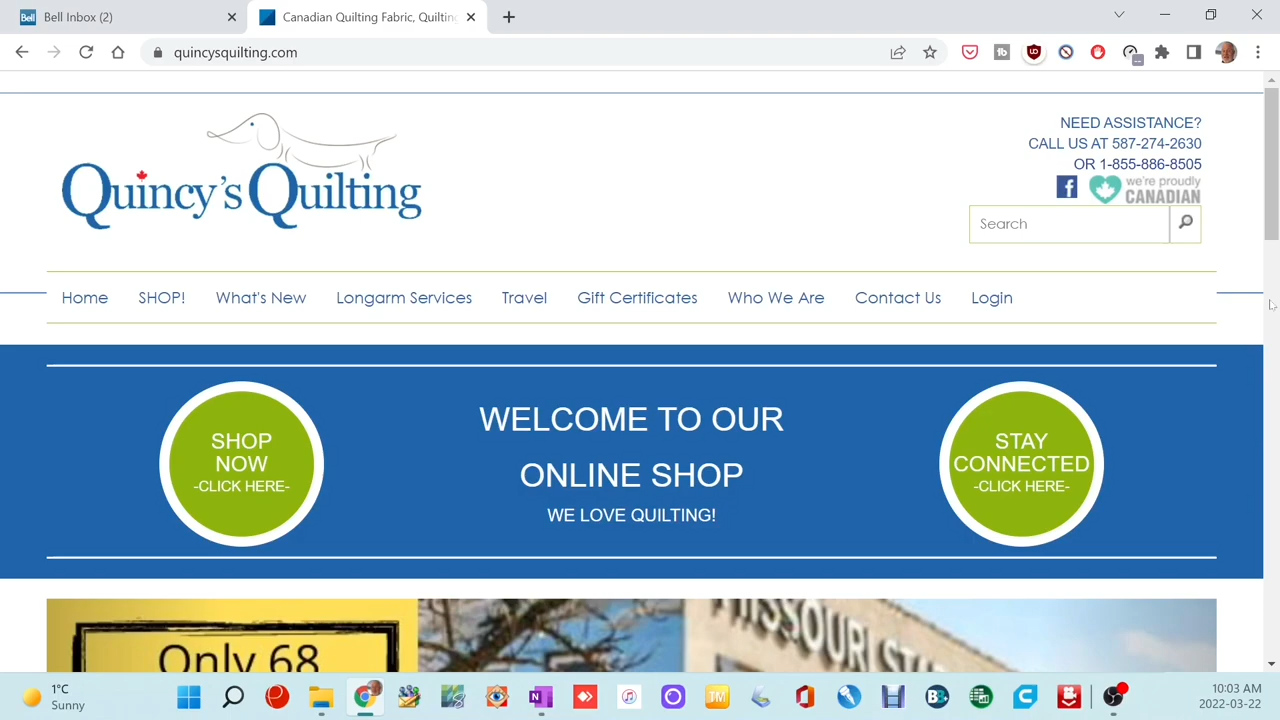 Bell Inbox (2)
Canadian Quilting Fabric, Quilting
quincysquilting.com
NEED ASSISTANCE?
CALL US AT 587-274-2630
OR 1-855-886-8505
we're proudly
CANADIAN
Quincy's Quilting
Search
Home SHOP! What's New Longarm Services Travel Gift Certificates Who We Are Contact Us Login
SHOP
NOW
-CLICK HERE-
WELCOME TO OUR
ONLINE SHOP
WE LOVE QUILTING!
STAY
CONNECTED
-CLICK HERE-
Only 68
MISSOURI STA
1°C
Sunny
10:03 AM
2022-03-22